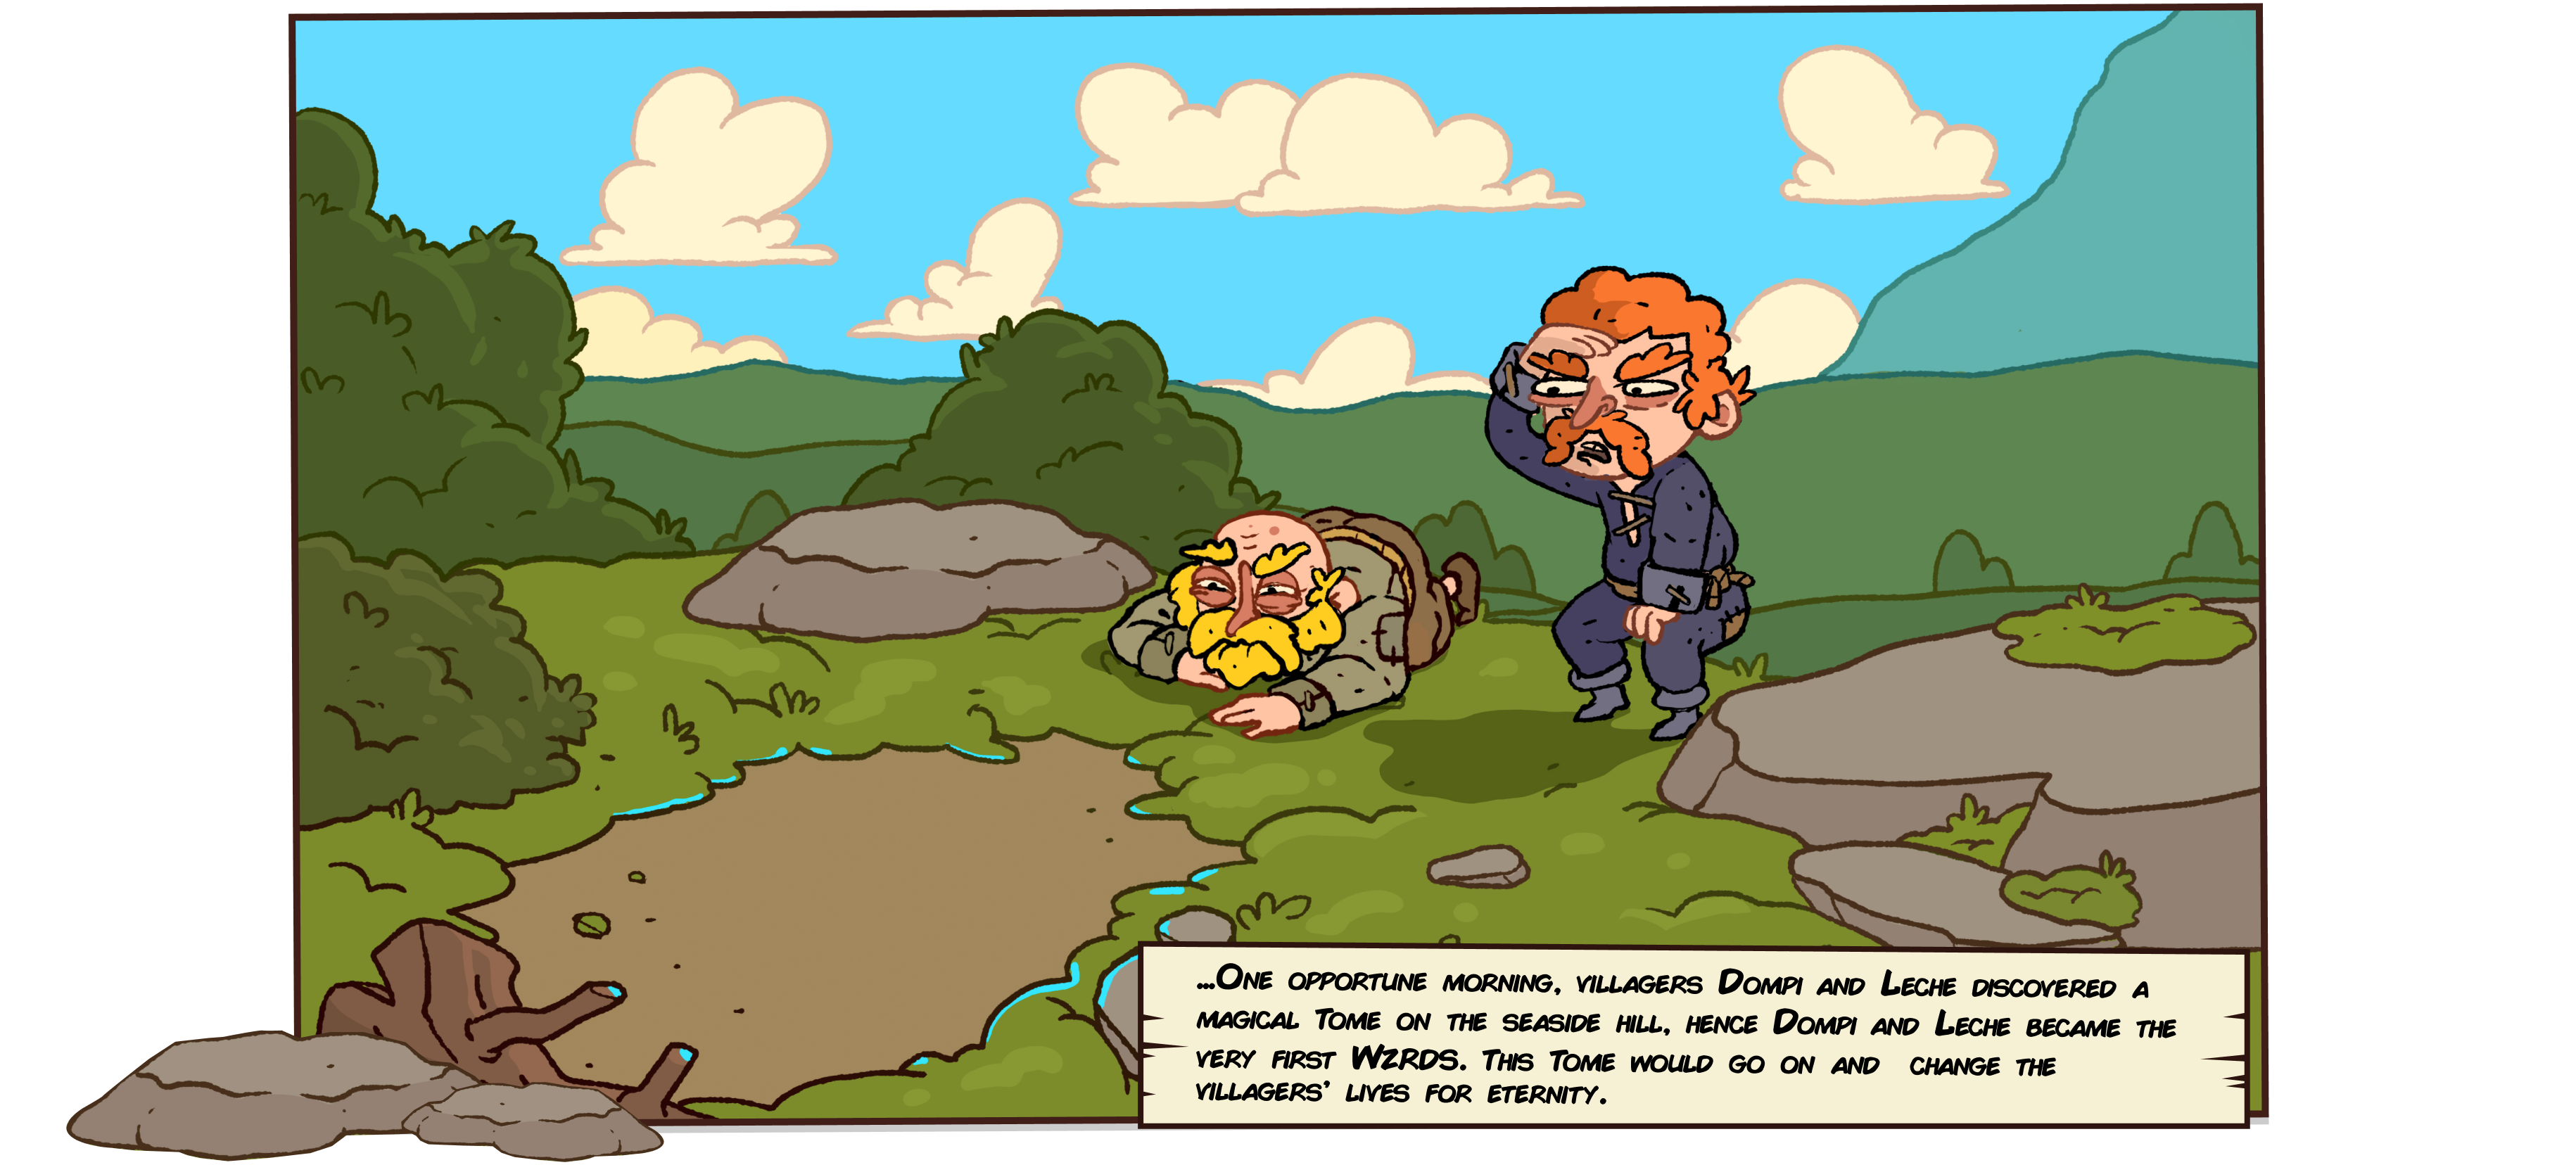 ...One opportune morning, villagers Dompi and Leche discovered a
magical Tome on the seaside hill, hence Dompi and Leche became the
very first Wzrds. This Tome would go on and change the
villagers' lives for eternity.